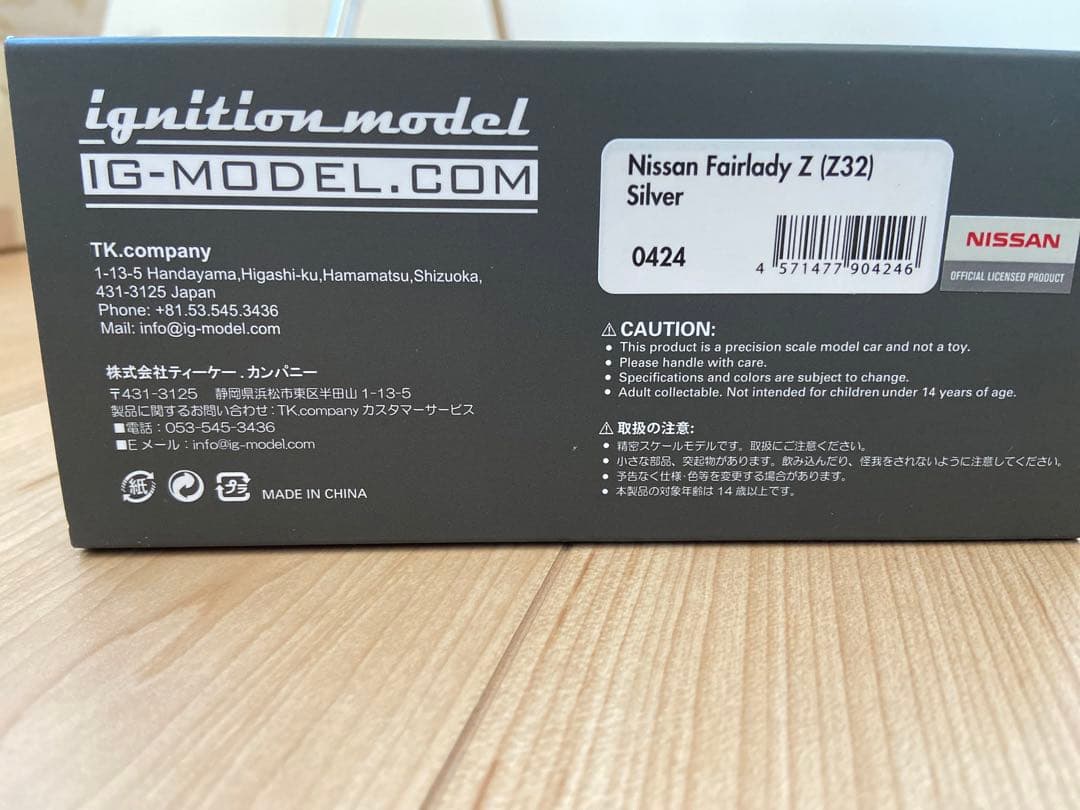 ignition model
IG-MODEL.COM
TK.company
1-13-5 Handayama,Higashi-ku,Hamamatsu,Shizuoka,
431-3125 Japan
Phone: +81.53.545.3436
Mail: info@ig-model.com
株式会社ティーケー.カンパニー
〒431-3125 静岡県浜松市東区半田山 1-13-5
製品に関するお問い合わせ:TK.company カスタマーサービス
■電話:053-545-3436
■Eメール:info@ig-model.com
紙
プラ
MADE IN CHINA
Nissan Fairlady Z (Z32)
Silver
0424
4 571477 904246
NISSAN
OFFICIAL LICENSED PRODUCT
⚠ CAUTION:
● This product is a precision scale model car and not a toy.
● Please handle with care.
● Specifications and colors are subject to change.
● Adult collectable. Not intended for children under 14 years of age.
⚠ 取扱の注意:
● 精密スケールモデルです。取扱にご注意ください。
● 小さな部品、突起物があります。飲み込んだり、怪我をされないように注意してください。
● 予告なく仕様・色等を変更する場合があります。
● 本製品の対象年齢は 14 歳以上です。